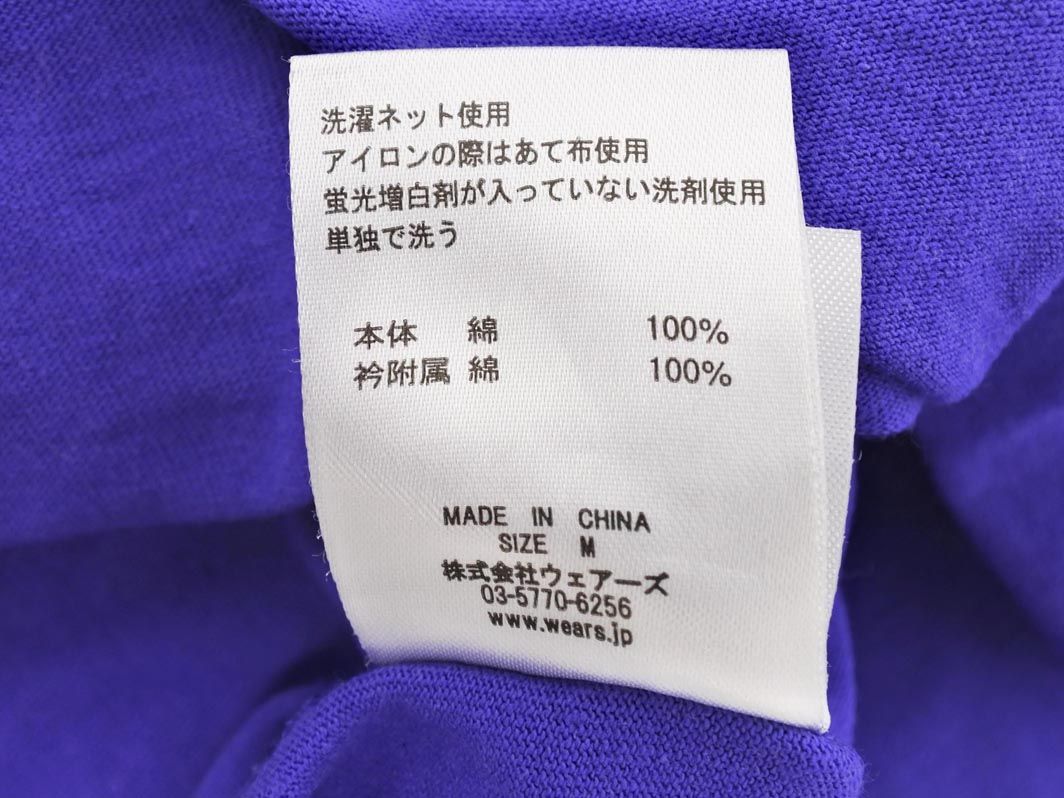 洗濯ネット使用
アイロンの際はあて布使用
蛍光増白剤が入っていない洗剤使用
単独で洗う
本体 綿 100%
衿附属 綿 100%
MADE IN CHINA
SIZE M
株式会社ウェアーズ
03-5770-6256
www.wears.jp